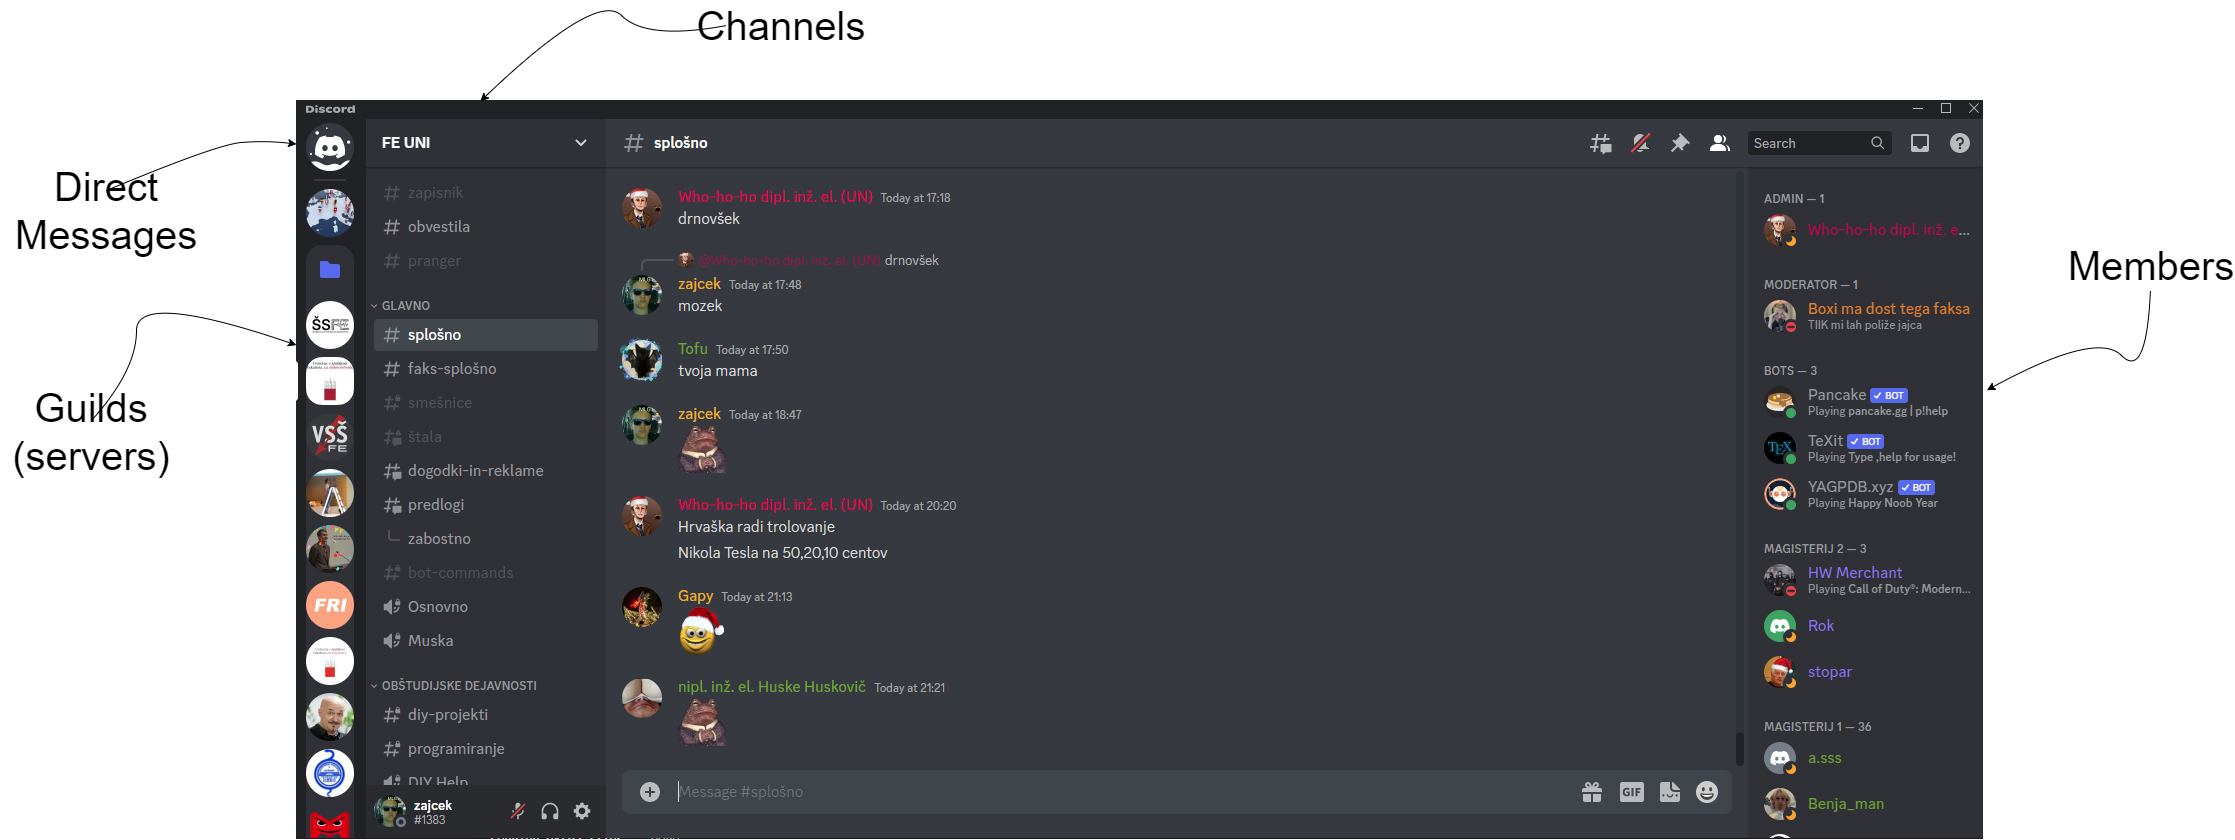 Channels
Direct
Messages
Guilds
(servers)
Members
Discord
ŠSFE
VSŠ
FE
FRI
FE UNI
zapisnik
obvestila
pranger
GLAVNO
splošno
faks-splošno
smešnice
štala
dogodki-in-reklame
predlogi
zabostno
bot-commands
Osnovno
Muska
OBŠTUDIJSKE DEJAVNOSTI
diy-projekti
programiranje
DIY Help
zajcek
#1383
splošno
Search
Who-ho-ho dipl. inž. el. (UN) Today at 17:18
drnovšek
@Who-ho-ho dipl. inž. el. (UN) drnovšek
zajcek Today at 17:48
mozek
Tofu Today at 17:50
tvoja mama
zajcek Today at 18:47
Who-ho-ho dipl. inž. el. (UN) Today at 20:20
Hrvaška radi trolovanje
Nikola Tesla na 50,20,10 centov
Gapy Today at 21:13
nipl. inž. el. Huske Huskovič Today at 21:21
Message #splošno
GIF
ADMIN — 1
Who-ho-ho dipl. inž. e...
MODERATOR — 1
Boxi ma dost tega faksa
TIIK mi lah poliže jajca
BOTS — 3
Pancake BOT
Playing pancake.gg | p!help
TEX
TeXit BOT
Playing Type ,help for usage!
YAGPDB.xyz BOT
Playing Happy Noob Year
MAGISTERIJ 2 — 3
HW Merchant
Playing Call of Duty®: Modern...
Rok
stopar
MAGISTERIJ 1 — 36
a.sss
Benja_man